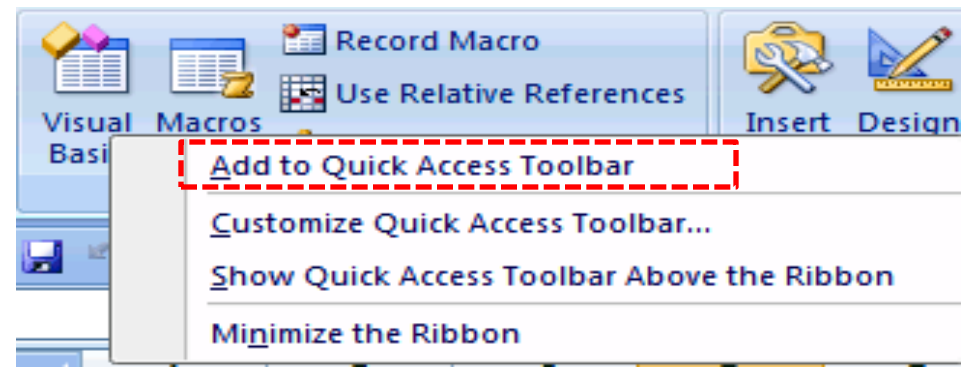 Record Macro
Use Relative References
Visual Macros Insert Design
Basi
Add to Quick Access Toolbar
Customize Quick Access Toolbar...
Show Quick Access Toolbar Above the Ribbon
Minimize the Ribbon